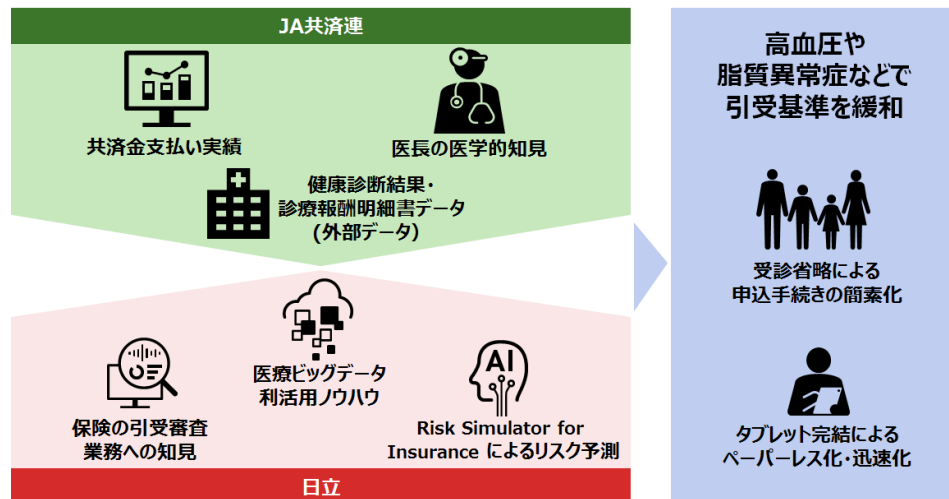 JA共済連
共済金支払い実績
医長の医学的知見
健康診断結果・
診療報酬明細書データ
(外部データ)
医療ビッグデータ
利活用ノウハウ
保険の引受審査
業務への知見
AI
Risk Simulator for
Insurance によるリスク予測
日立
高血圧や
脂質異常症などで
引受基準を緩和
受診省略による
申込手続きの簡素化
タブレット完結による
ペーパーレス化・迅速化